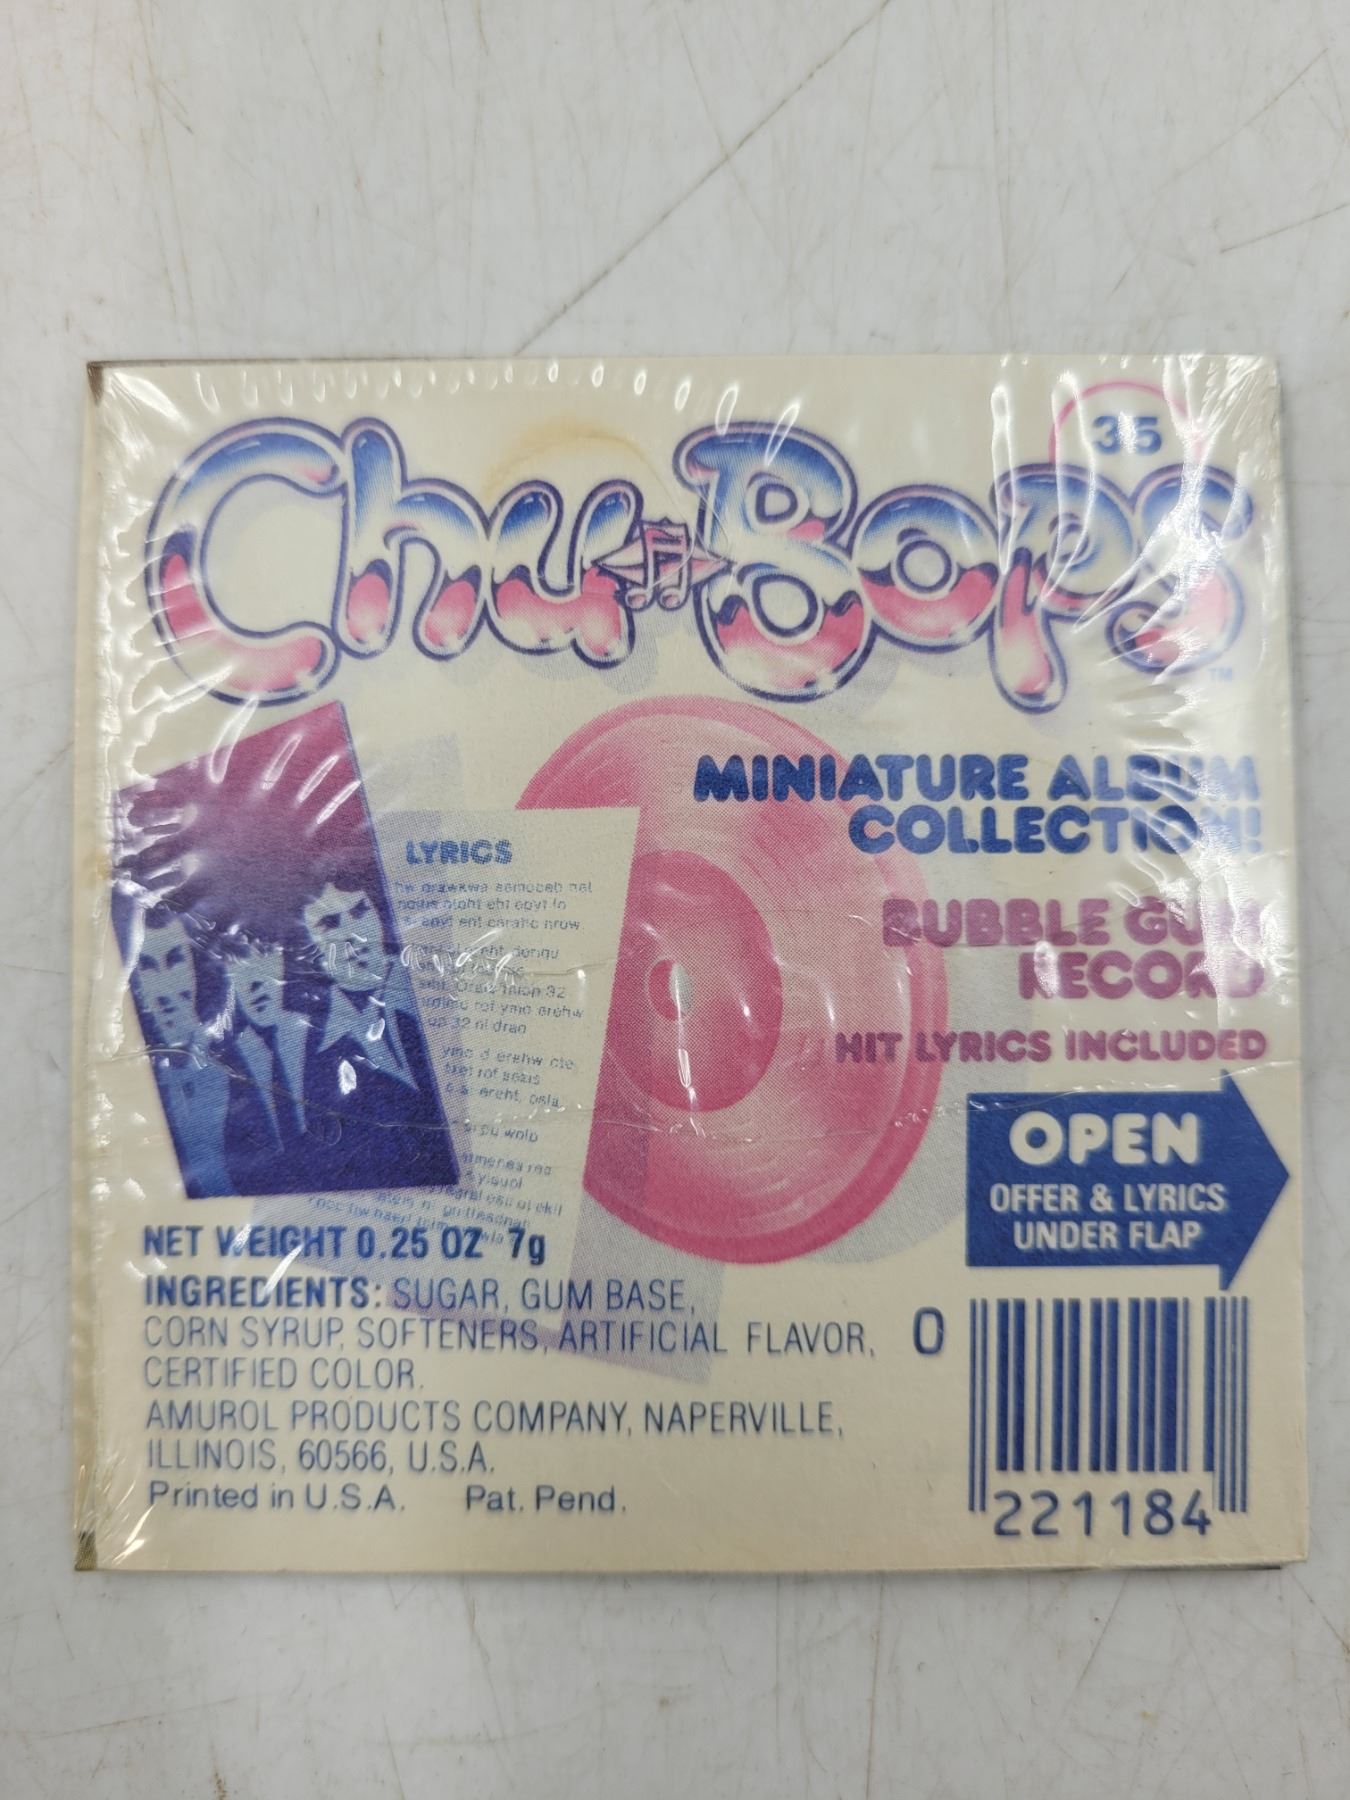 35
Chu Bops
TM
MINIATURE ALBUM
COLLECTION!
LYRICS
BUBBLE GUM
RECORD
HIT LYRICS INCLUDED
OPEN
OFFER & LYRICS
UNDER FLAP
NET WEIGHT 0.25 OZ 7g
INGREDIENTS: SUGAR, GUM BASE,
CORN SYRUP, SOFTENERS, ARTIFICIAL FLAVOR,
CERTIFIED COLOR.
AMUROL PRODUCTS COMPANY, NAPERVILLE,
ILLINOIS, 60566, U.S.A.
Printed in U.S.A. Pat. Pend.
0
221184